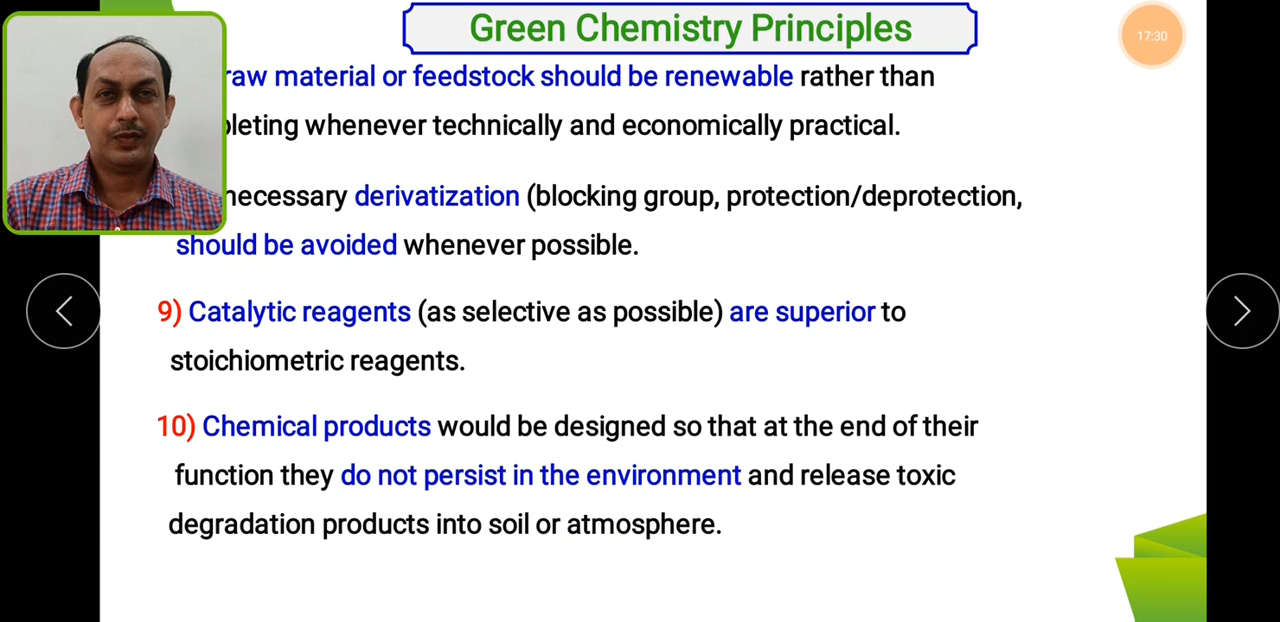 Green Chemistry Principles
17:30
raw material or feedstock should be renewable rather than
pleting whenever technically and economically practical.
necessary derivatization (blocking group, protection/deprotection,
should be avoided whenever possible.
9) Catalytic reagents (as selective as possible) are superior to
stoichiometric reagents.
10) Chemical products would be designed so that at the end of their
function they do not persist in the environment and release toxic
degradation products into soil or atmosphere.